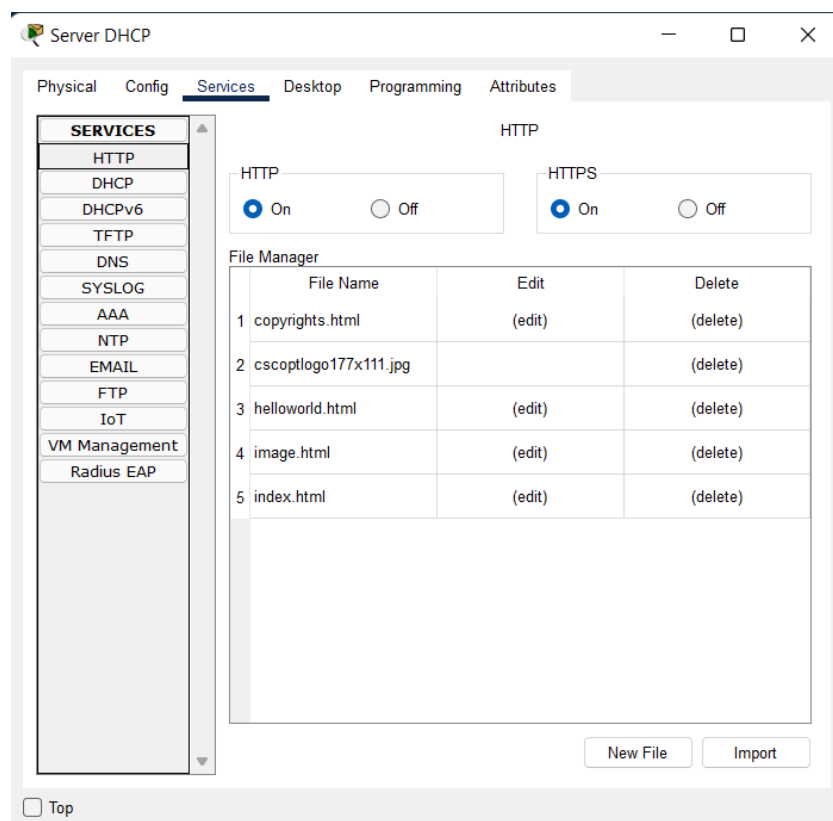 Server DHCP
Physical Config Services Desktop Programming Attributes
SERVICES
HTTP
DHCP
DHCPv6
TFTP
DNS
SYSLOG
AAA
NTP
EMAIL
FTP
IoT
VM Management
Radius EAP
HTTP
HTTP
On Off
HTTPS
On Off
File Manager
File Name Edit Delete
1 copyrights.html (edit) (delete)
2 cscoptlogo177x111.jpg (delete)
3 helloworld.html (edit) (delete)
4 image.html (edit) (delete)
5 index.html (edit) (delete)
New File Import
Top